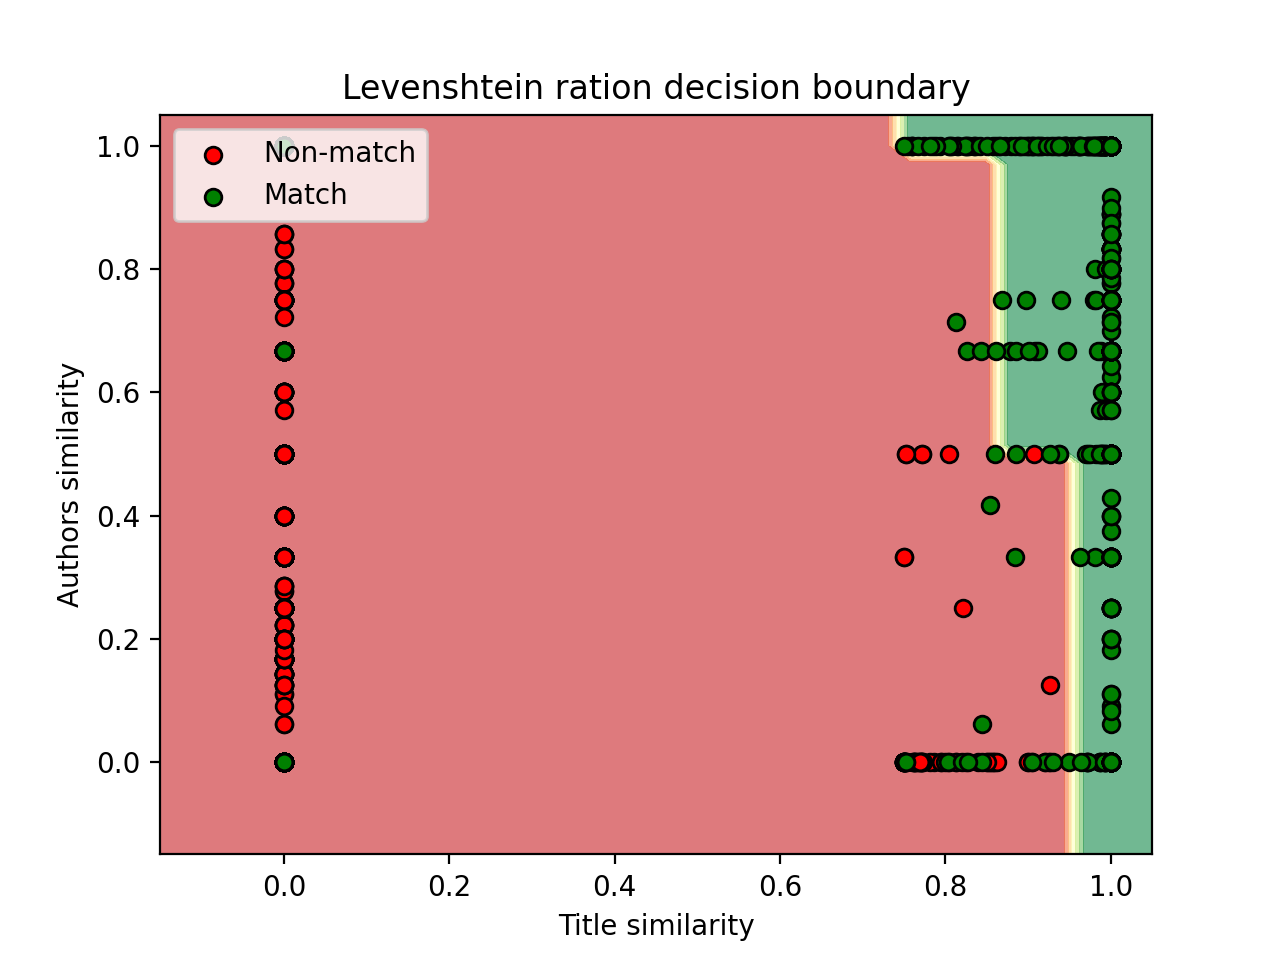 Levenshtein ration decision boundary
Non-match
Match
1.0
0.8
0.6
0.4
0.2
0.0
Authors similarity
0.0 0.2 0.4 0.6 0.8 1.0
Title similarity